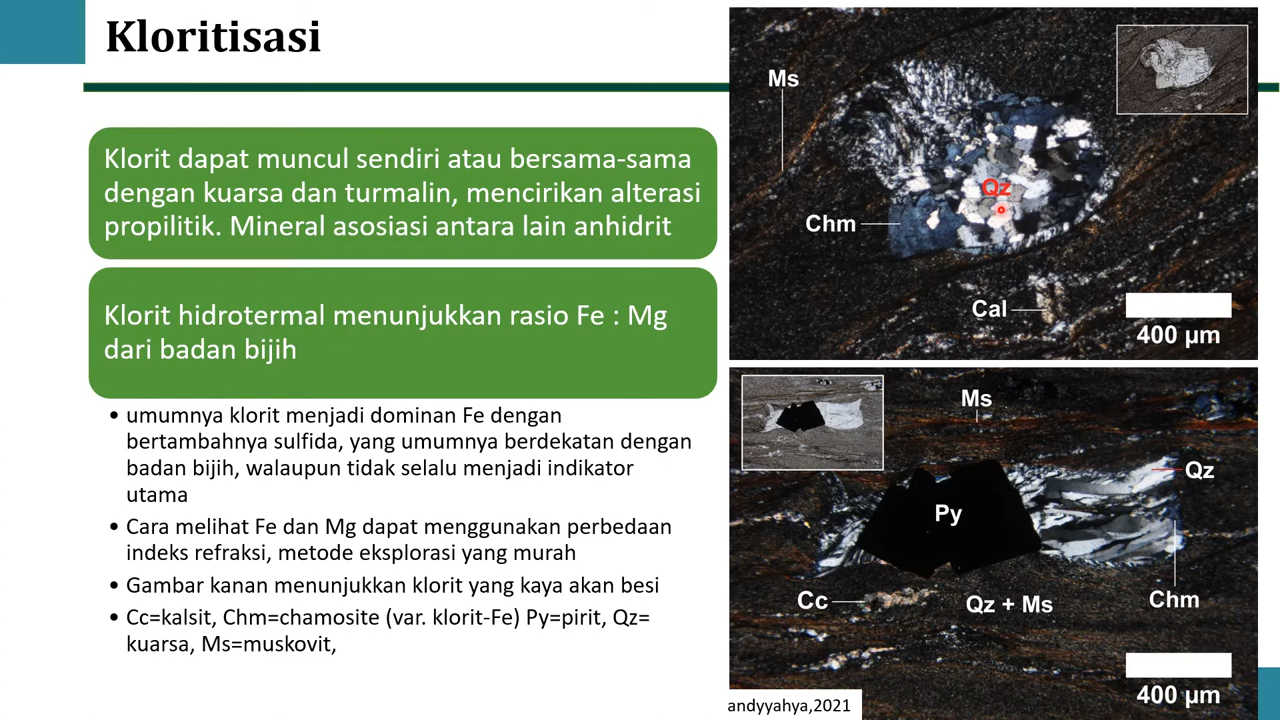 Kloritisasi
Klorit dapat muncul sendiri atau bersama-sama
dengan kuarsa dan turmalin, mencirikan alterasi
propilitik. Mineral asosiasi antara lain anhidrit
Klorit hidrotermal menunjukkan rasio Fe : Mg
dari badan bijih
• umumnya klorit menjadi dominan Fe dengan
bertambahnya sulfida, yang umumnya berdekatan dengan
badan bijih, walaupun tidak selalu menjadi indikator
utama
• Cara melihat Fe dan Mg dapat menggunakan perbedaan
indeks refraksi, metode eksplorasi yang murah
• Gambar kanan menunjukkan klorit yang kaya akan besi
• Cc=kalsit, Chm=chamosite (var. klorit-Fe) Py=pirit, Qz=
kuarsa, Ms=muskovit,
Ms
Qz
Chm
Cal
400 µm
Ms
Qz
Py
Cc
Qz + Ms
Chm
400 µm
andyyahya,2021